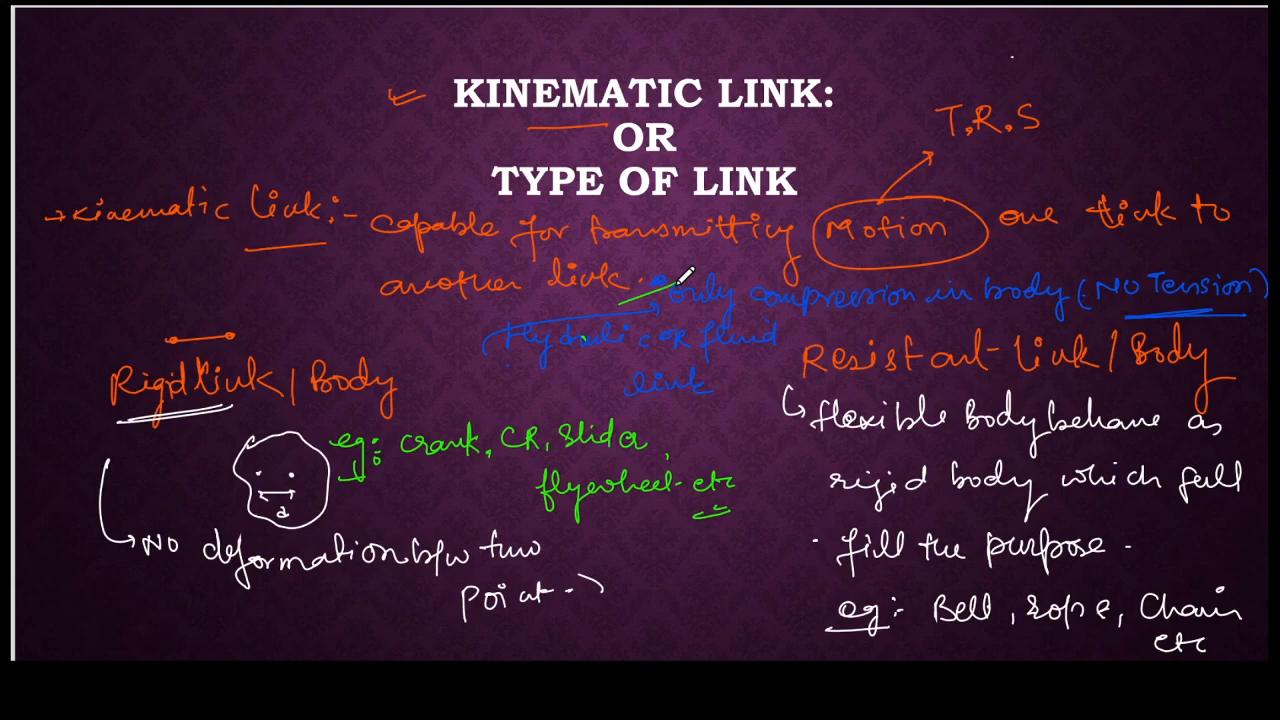 KINEMATIC LINK:
OR
TYPE OF LINK
T,R,S
→ Kinematic link:- capable for transmitting Motion one link to
another link.
only compression in body (NO Tension)
Hydraulic OR fluid
link
Rigid link / Body
Resistant link / Body
eg: crank, CR, Slider,
flywheel etc
a
→ NO deformation b/w two
point.
flexible Body behave as
rigid body which full
fill the purpose.
eg:- Belt, rope, Chain
etc